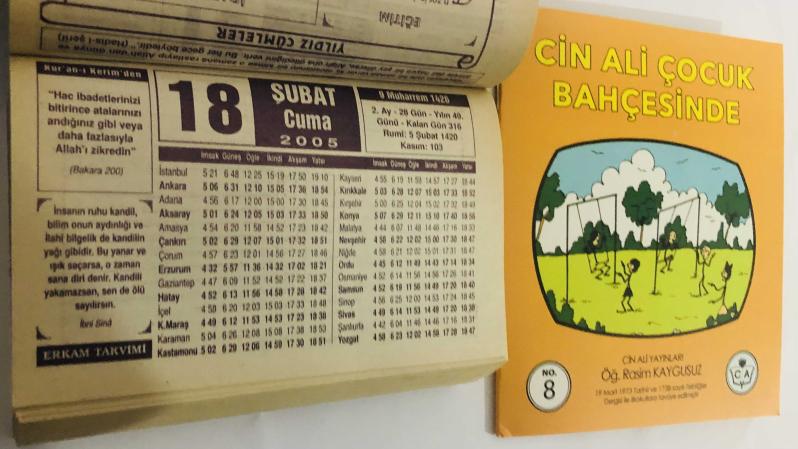 EĞİTİM
YILDIZ CÜMLELER
Kur'an-ı Kerim'den
"Hac ibadetlerinizi
bitirince atalarınızı
andığınız gibi veya
daha fazlasıyla
Allah'ı zikredin"
(Bakara 200)
İnsanın ruhu kandil,
bilim onun aydınlığı ve
İlahi bilgelik de kandilin
yağı gibidir. Bu yanar ve
ışık saçarsa, o zaman
sana diri denir. Kandil
yakamazsan, sen de ölü
sayılırsın.
İbni Sinâ
ERKAM TAKVİMİ
18
ŞUBAT
Cuma
2005
9 Muharrem 1426
2. Ay - 28 Gün - Yılın 49.
Günü - Kalan Gün 316
Rumi: 5 Şubat 1420
Kasım: 103
İmsak Güneş Öğle İkindi Akşam Yatsı
İstanbul 5 21 6 48 12 25 15 19 17 50 19 10
Ankara 5 06 6 31 12 10 15 05 17 36 18 54
Adana 4 56 6 17 12 00 15 00 17 30 18 45
Aksaray 5 01 6 24 12 05 15 03 17 33 18 50
Amasya 4 54 6 20 11 58 14 52 17 23 18 42
Çankırı 5 02 6 29 12 07 15 01 17 32 18 51
Çorum 4 57 6 23 12 01 14 56 17 27 18 46
Erzurum 4 32 5 57 11 36 14 32 17 02 18 21
Gaziantep 4 47 6 09 11 52 14 52 17 22 18 37
Hatay 4 52 6 13 11 56 14 58 17 28 18 42
İçel 4 58 6 20 12 03 15 03 17 33 18 48
K.Maraş 4 49 6 12 11 53 14 53 17 23 18 38
Karaman 5 04 6 26 12 08 15 08 17 38 18 53
Kastamonu 5 02 6 29 12 06 14 59 17 30 18 51
İmsak Güneş Öğle İkindi Akşam Yatsı
Kayseri 4 55 6 19 11 58 14 57 17 27 18 44
Kırıkkale 5 03 6 28 12 07 15 03 17 33 18 52
Kırşehir 5 00 6 25 12 04 15 02 17 32 18 49
Konya 5 07 6 29 12 11 15 10 17 40 18 56
Malatya 4 44 6 07 11 48 14 46 17 16 18 33
Nevşehir 4 58 6 22 12 02 15 00 17 30 18 47
Niğde 4 58 6 21 12 02 15 01 17 31 18 47
Ordu 4 45 6 12 11 49 14 43 17 14 18 34
Osmaniye 4 52 6 14 11 56 14 56 17 26 18 41
Samsun 4 52 6 19 11 56 14 49 17 20 18 40
Sinop 4 56 6 25 12 00 14 53 17 24 18 45
Sivas 4 49 6 14 11 53 14 49 17 20 18 38
Şanlıurfa 4 42 6 04 11 46 14 46 17 16 18 31
Yozgat 4 58 6 23 12 02 14 59 17 28 18 47
CİN ALİ ÇOCUK
BAHÇESİNDE
CİN ALİ YAYINLARI
Öğ. Rasim KAYGUSUZ
19 Mart 1973 Tarihli ve 1738 sayılı Tebliğler
Dergisi ile ilkokullara tavsiye edilmiştir
NO.
8
C A